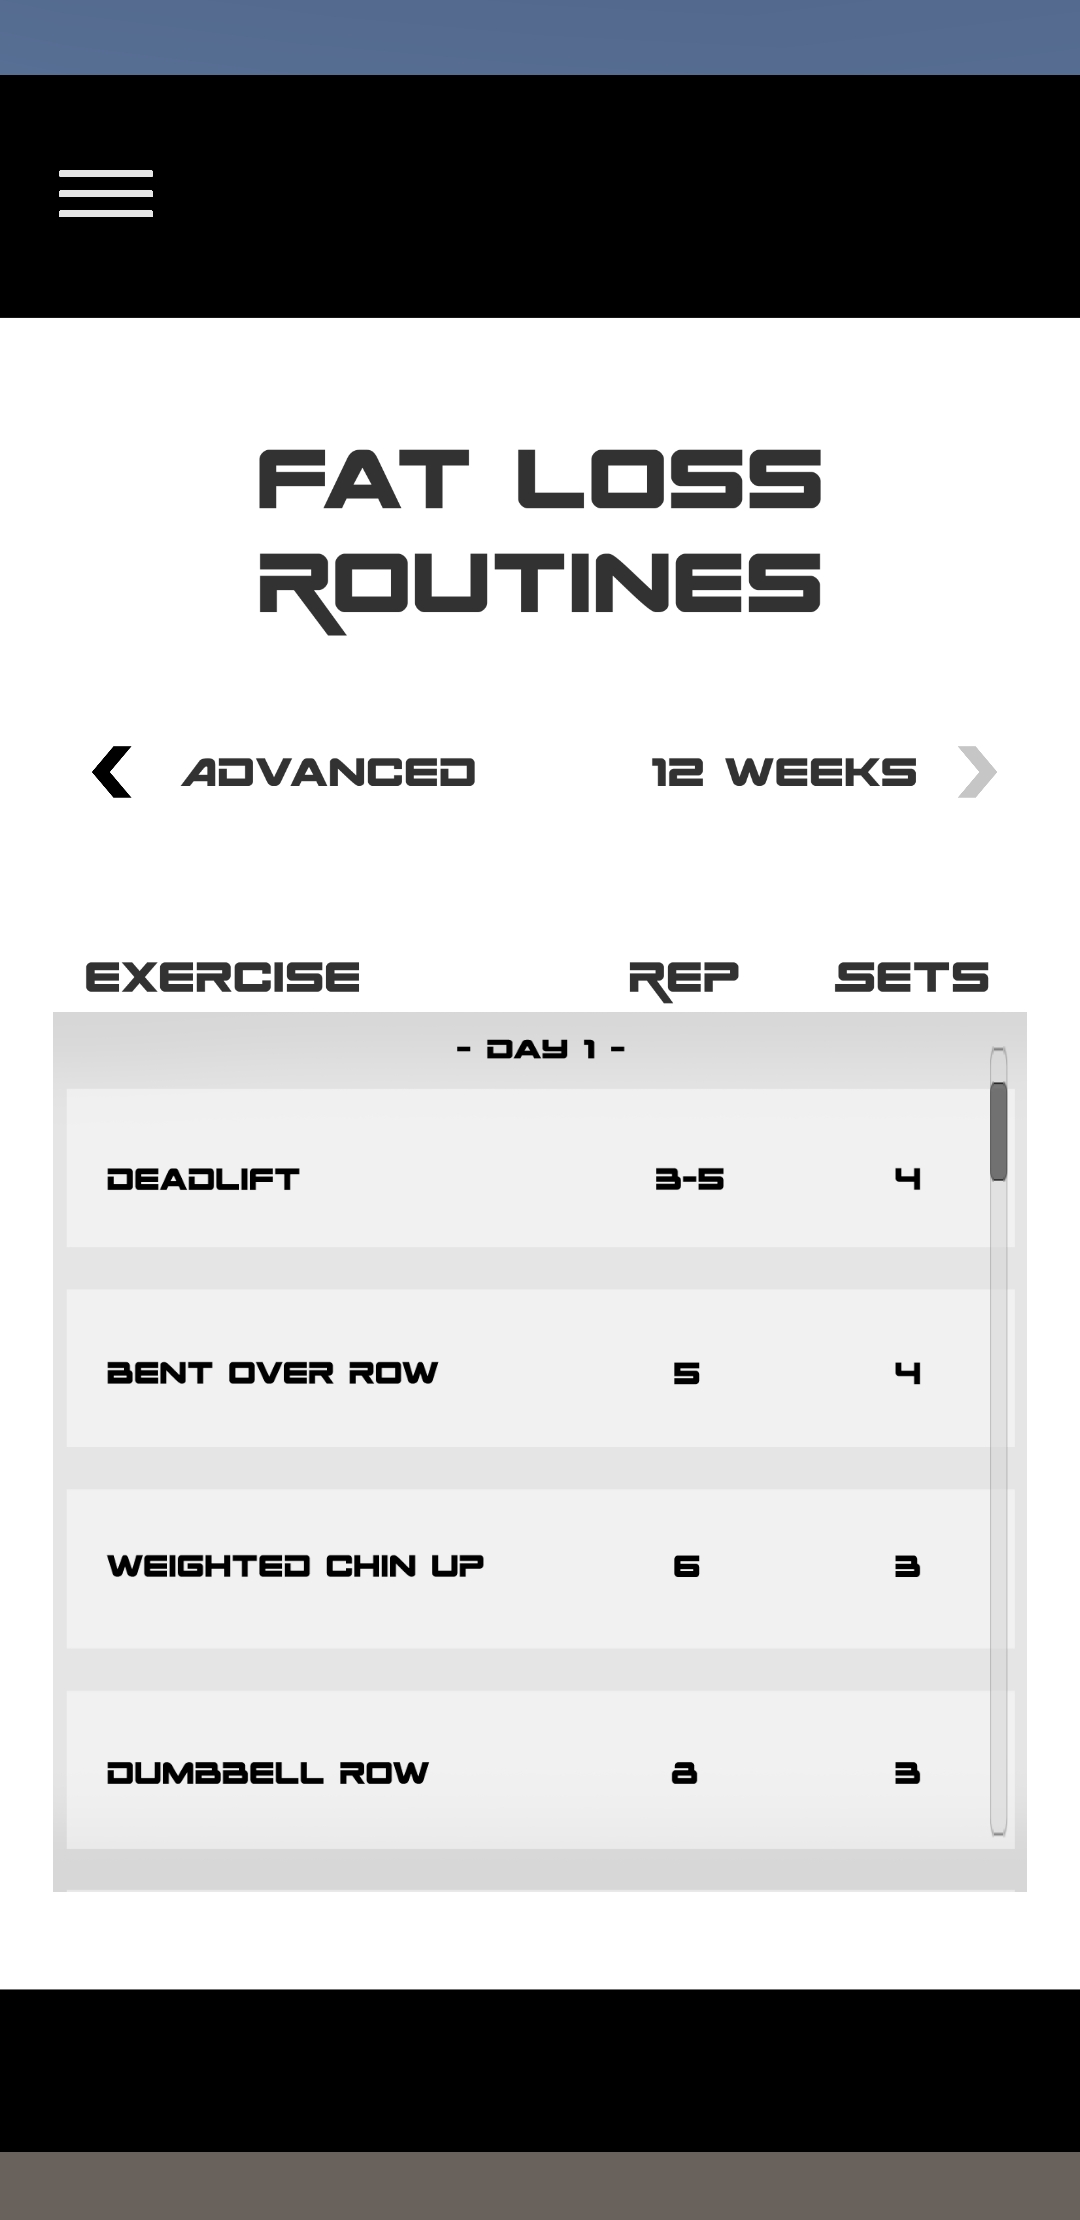 FAT LOSS
ROUTINES
ADVANCED 12 WEEKS
EXERCISE REP SETS
- DAY 1 -
DEADLIFT 3-5 4
BENT OVER ROW 5 4
WEIGHTED CHIN UP 6 3
DUMBBELL ROW 8 3